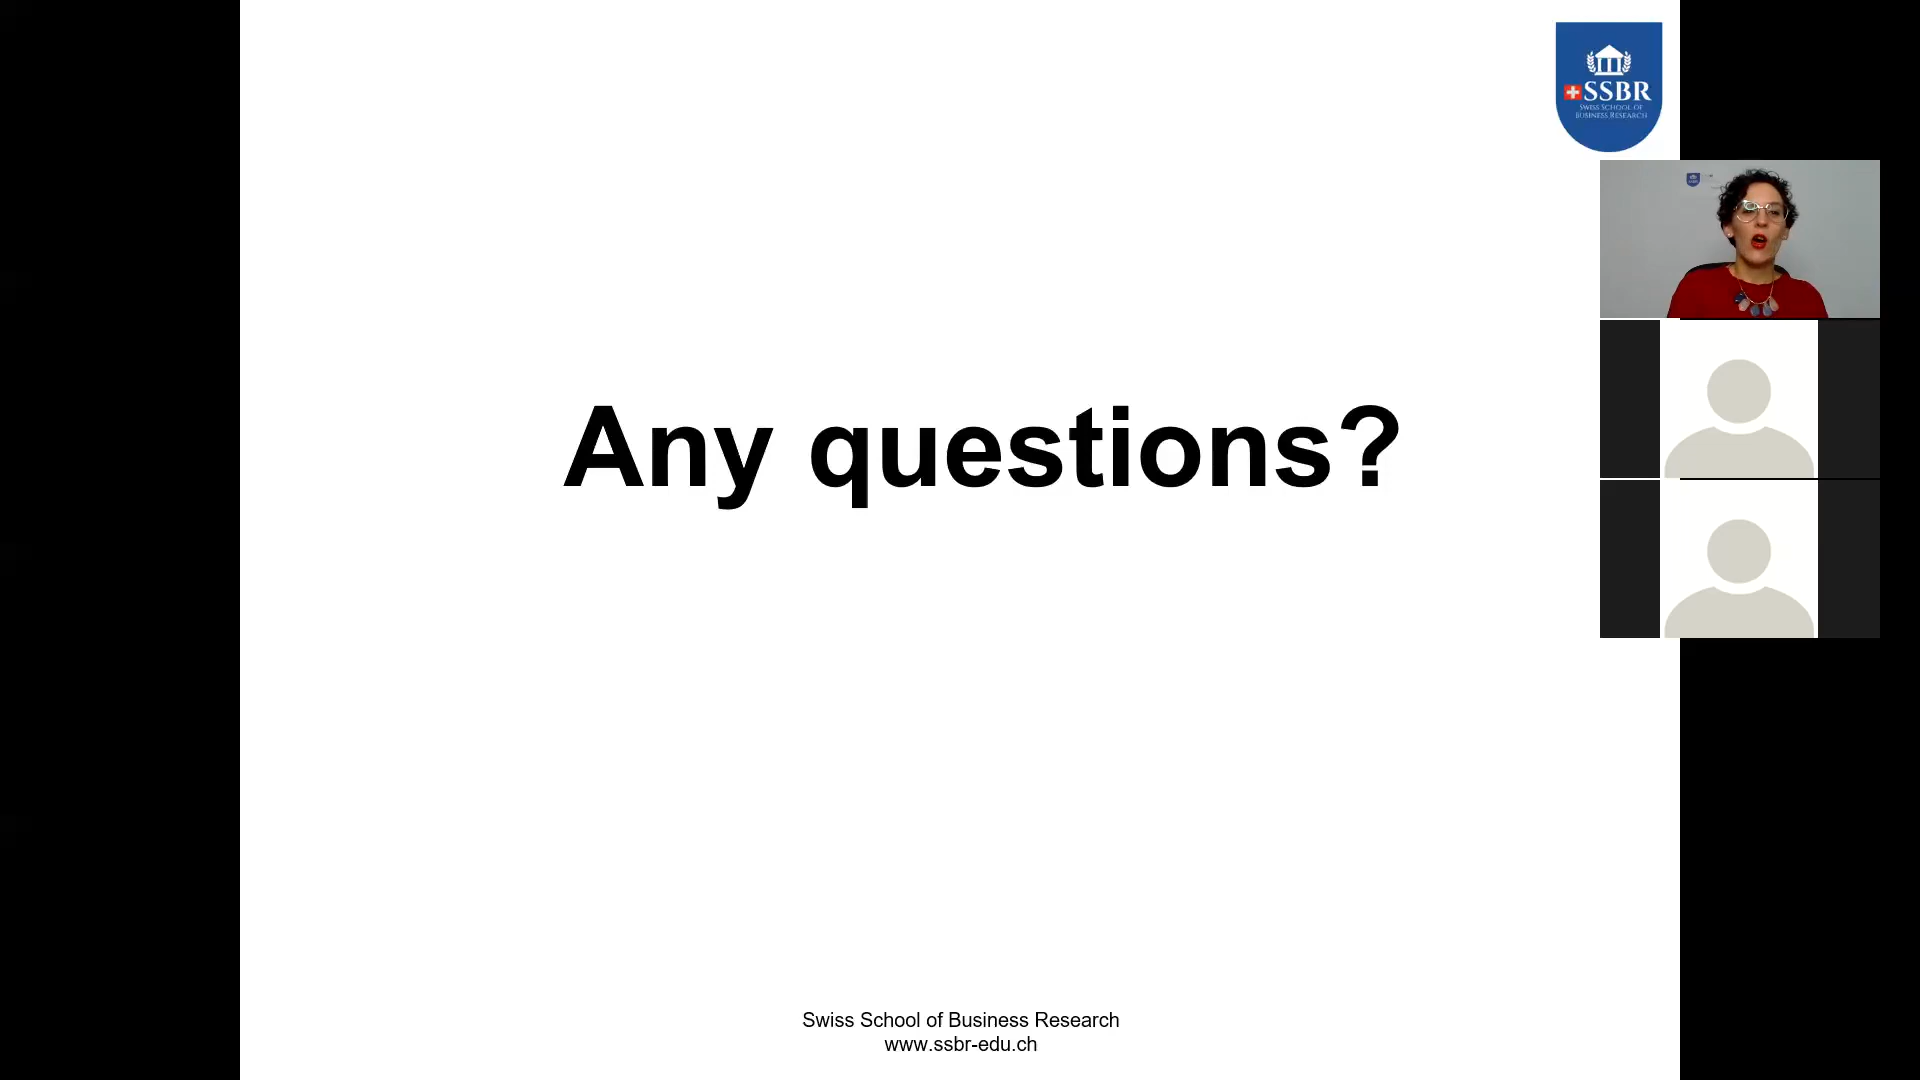 SSBR
SWISS SCHOOL OF
BUSINESS RESEARCH
Any questions?
Swiss School of Business Research
www.ssbr-edu.ch